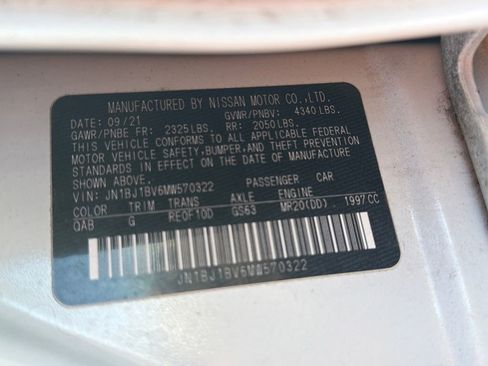 MANUFACTURED BY NISSAN MOTOR CO., LTD.
DATE: 09/21 GVWR/PNBV: 4340 LBS.
GAWR/PNBE FR: 2325 LBS. RR: 2050 LBS.
THIS VEHICLE CONFORMS TO ALL APPLICABLE FEDERAL
MOTOR VEHICLE SAFETY, BUMPER, AND THEFT PREVENTION
STANDARDS IN EFFECT ON THE DATE OF MANUFACTURE
SHOWN ABOVE.
VIN: JN1BJ1BV6MW570322 PASSENGER CAR
COLOR TRIM TRANS AXLE ENGINE
QAB G RE0F10D GS63 MR20(DD) 1997CC
JN1BJ1BV6MW570322